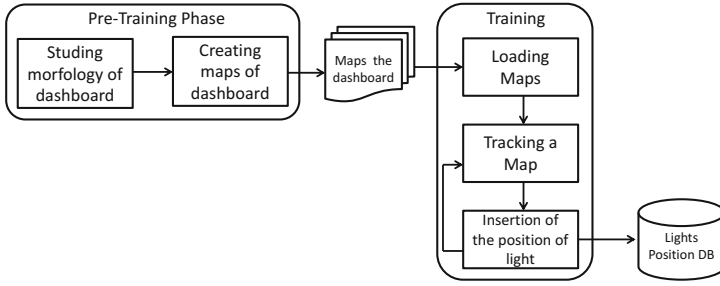 Pre-Training Phase
Studing
morfology of
dashboard
Creating
maps of
dashboard
Maps the
dashboard
Training
Loading
Maps
Tracking a
Map
Insertion of
the position of
light
Lights
Position DB